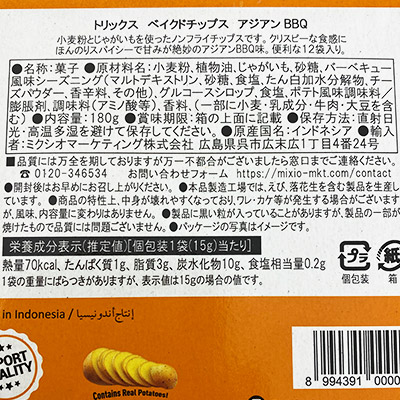 トリックス ベイクドチップス アジアン BBQ
小麦粉とじゃがいもを使ったノンフライチップスです。クリスピーな食感に
ほんのりスパイシーで甘みが絶妙のアジアンBBQ味。便利な12袋入り。
●名称:菓子 ●原材料名:小麦粉、植物油、じゃがいも、砂糖、バーベキュー
風味シーズニング(マルトデキストリン、砂糖、食塩、たん白加水分解物、チー
ズパウダー、香辛料、その他)、グルコースシロップ、食塩、ポテト風味調味料/
膨脹剤、調味料(アミノ酸等)、香料、(一部に小麦・乳成分・牛肉・大豆を含
む) ●内容量:180g ●賞味期限:箱の上面に記載 ●保存方法:直射日
光・高温多湿を避けて保存ください。 ●原産国名:インドネシア ●輸入
者:ミクシオマーケティング株式会社 広島県呉市広末広1丁目4番24号
■品質には万全を期しておりますが万一不都合がございましたら窓口までご連絡ください。
☎0120-346534 お問い合わせフォーム https://mixio-mkt.com/contact
●開封後はお早めにお召し上がりください。 ●本品製造工場では、えび、落花生を含む製品を生産し
ています。 ●商品の特性上、中身が壊れやすくなっており、ワレ・カケ等が発生する場合がございます
が、風味、内容量に変わりはありません。 ●製品に黒い粒が入っていることがありますが、製品の一部が
焼けたもので品質には問題ありません。 ●パッケージの写真はイメージです。
栄養成分表示(推定値)[個包装1袋(15g)当たり]
熱量70kcal、たんぱく質1g、脂質3g、炭水化物10g、食塩相当量0.2g
1袋の重量にばらつきがありますが、表示値は15gの場合の値です。
プラ
個包装
紙
箱
in Indonesia / إنتاج أندونيسيا
PORT
ALITY
Contains Real Potatoes!
8 994391 0000